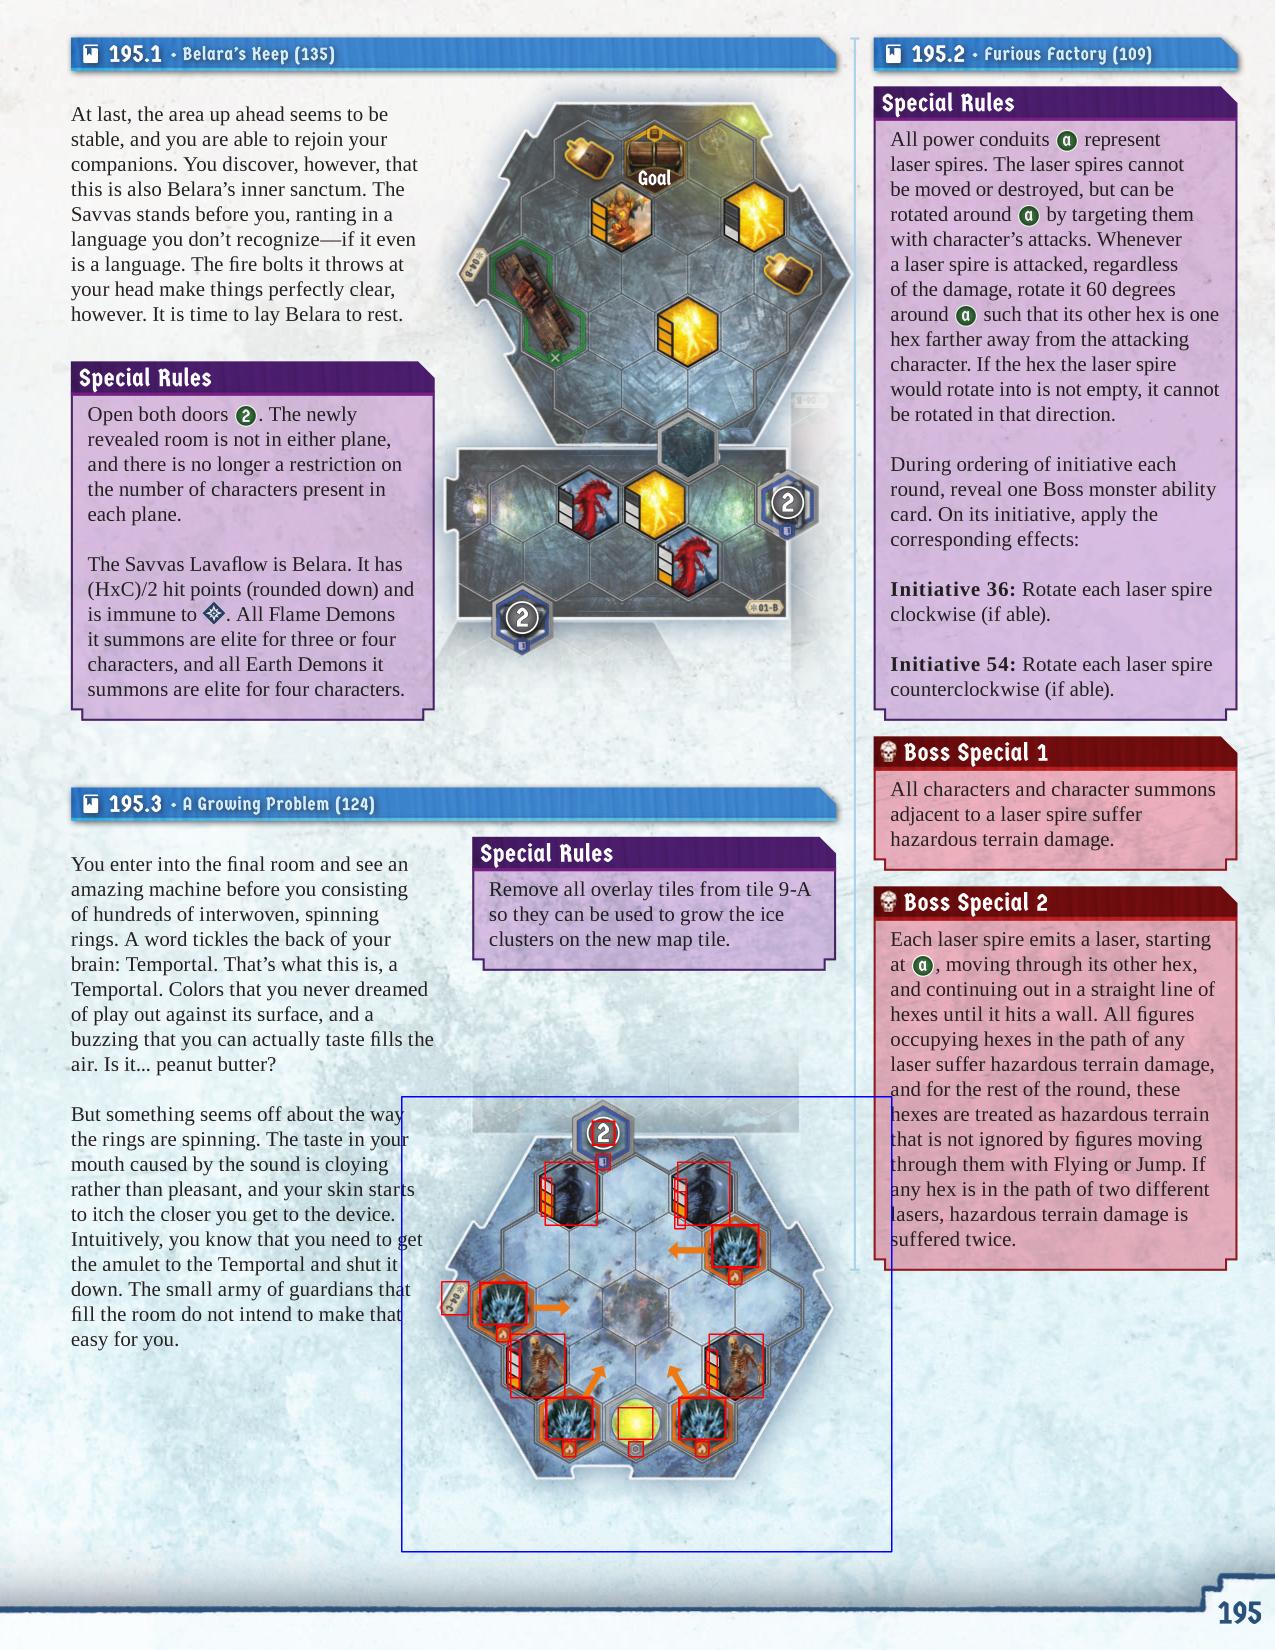 195.1 • Belara's Keep (135)
At last, the area up ahead seems to be
stable, and you are able to rejoin your
companions. You discover, however, that
this is also Belara's inner sanctum. The
Savvas stands before you, ranting in a
language you don't recognize—if it even
is a language. The fire bolts it throws at
your head make things perfectly clear,
however. It is time to lay Belara to rest.
Special Rules
Open both doors 2. The newly
revealed room is not in either plane,
and there is no longer a restriction on
the number of characters present in
each plane.
The Savvas Lavaflow is Belara. It has
(HxC)/2 hit points (rounded down) and
is immune to . All Flame Demons
it summons are elite for three or four
characters, and all Earth Demons it
summons are elite for four characters.
Goal
04-B
2
01-B
2
195.2 • Furious Factory (109)
Special Rules
All power conduits a represent
laser spires. The laser spires cannot
be moved or destroyed, but can be
rotated around a by targeting them
with character's attacks. Whenever
a laser spire is attacked, regardless
of the damage, rotate it 60 degrees
around a such that its other hex is one
hex farther away from the attacking
character. If the hex the laser spire
would rotate into is not empty, it cannot
be rotated in that direction.
During ordering of initiative each
round, reveal one Boss monster ability
card. On its initiative, apply the
corresponding effects:
Initiative 36: Rotate each laser spire
clockwise (if able).
Initiative 54: Rotate each laser spire
counterclockwise (if able).
Boss Special 1
All characters and character summons
adjacent to a laser spire suffer
hazardous terrain damage.
Boss Special 2
Each laser spire emits a laser, starting
at a, moving through its other hex,
and continuing out in a straight line of
hexes until it hits a wall. All figures
occupying hexes in the path of any
laser suffer hazardous terrain damage,
and for the rest of the round, these
hexes are treated as hazardous terrain
that is not ignored by figures moving
through them with Flying or Jump. If
any hex is in the path of two different
lasers, hazardous terrain damage is
suffered twice.
195.3 • A Growing Problem (124)
You enter into the final room and see an
amazing machine before you consisting
of hundreds of interwoven, spinning
rings. A word tickles the back of your
brain: Temportal. That's what this is, a
Temportal. Colors that you never dreamed
of play out against its surface, and a
buzzing that you can actually taste fills the
air. Is it... peanut butter?
But something seems off about the way
the rings are spinning. The taste in your
mouth caused by the sound is cloying
rather than pleasant, and your skin starts
to itch the closer you get to the device.
Intuitively, you know that you need to get
the amulet to the Temportal and shut it
down. The small army of guardians that
fill the room do not intend to make that
easy for you.
Special Rules
Remove all overlay tiles from tile 9-A
so they can be used to grow the ice
clusters on the new map tile.
2
04-C
195